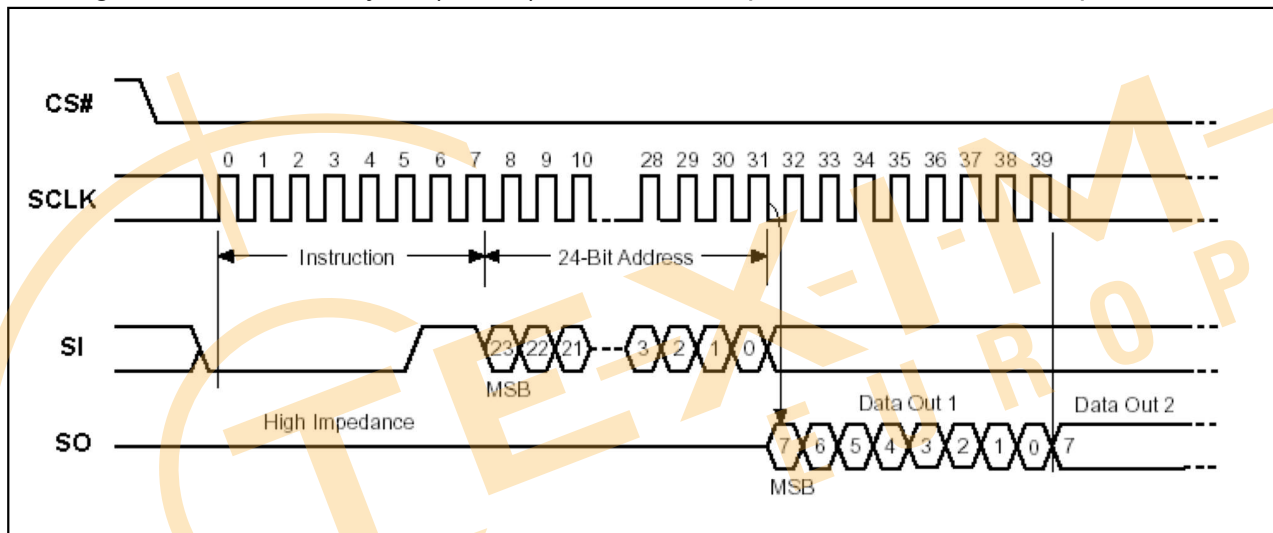 CS#
0 1 2 3 4 5 6 7 8 9 10 28 29 30 31 32 33 34 35 36 37 38 39
SCLK
Instruction 24-Bit Address
SI 23 22 21 3 2 1 0
MSB
High Impedance Data Out 1 Data Out 2
SO 7 6 5 4 3 2 1 0 7
MSB
TEX-IM-
EUROP